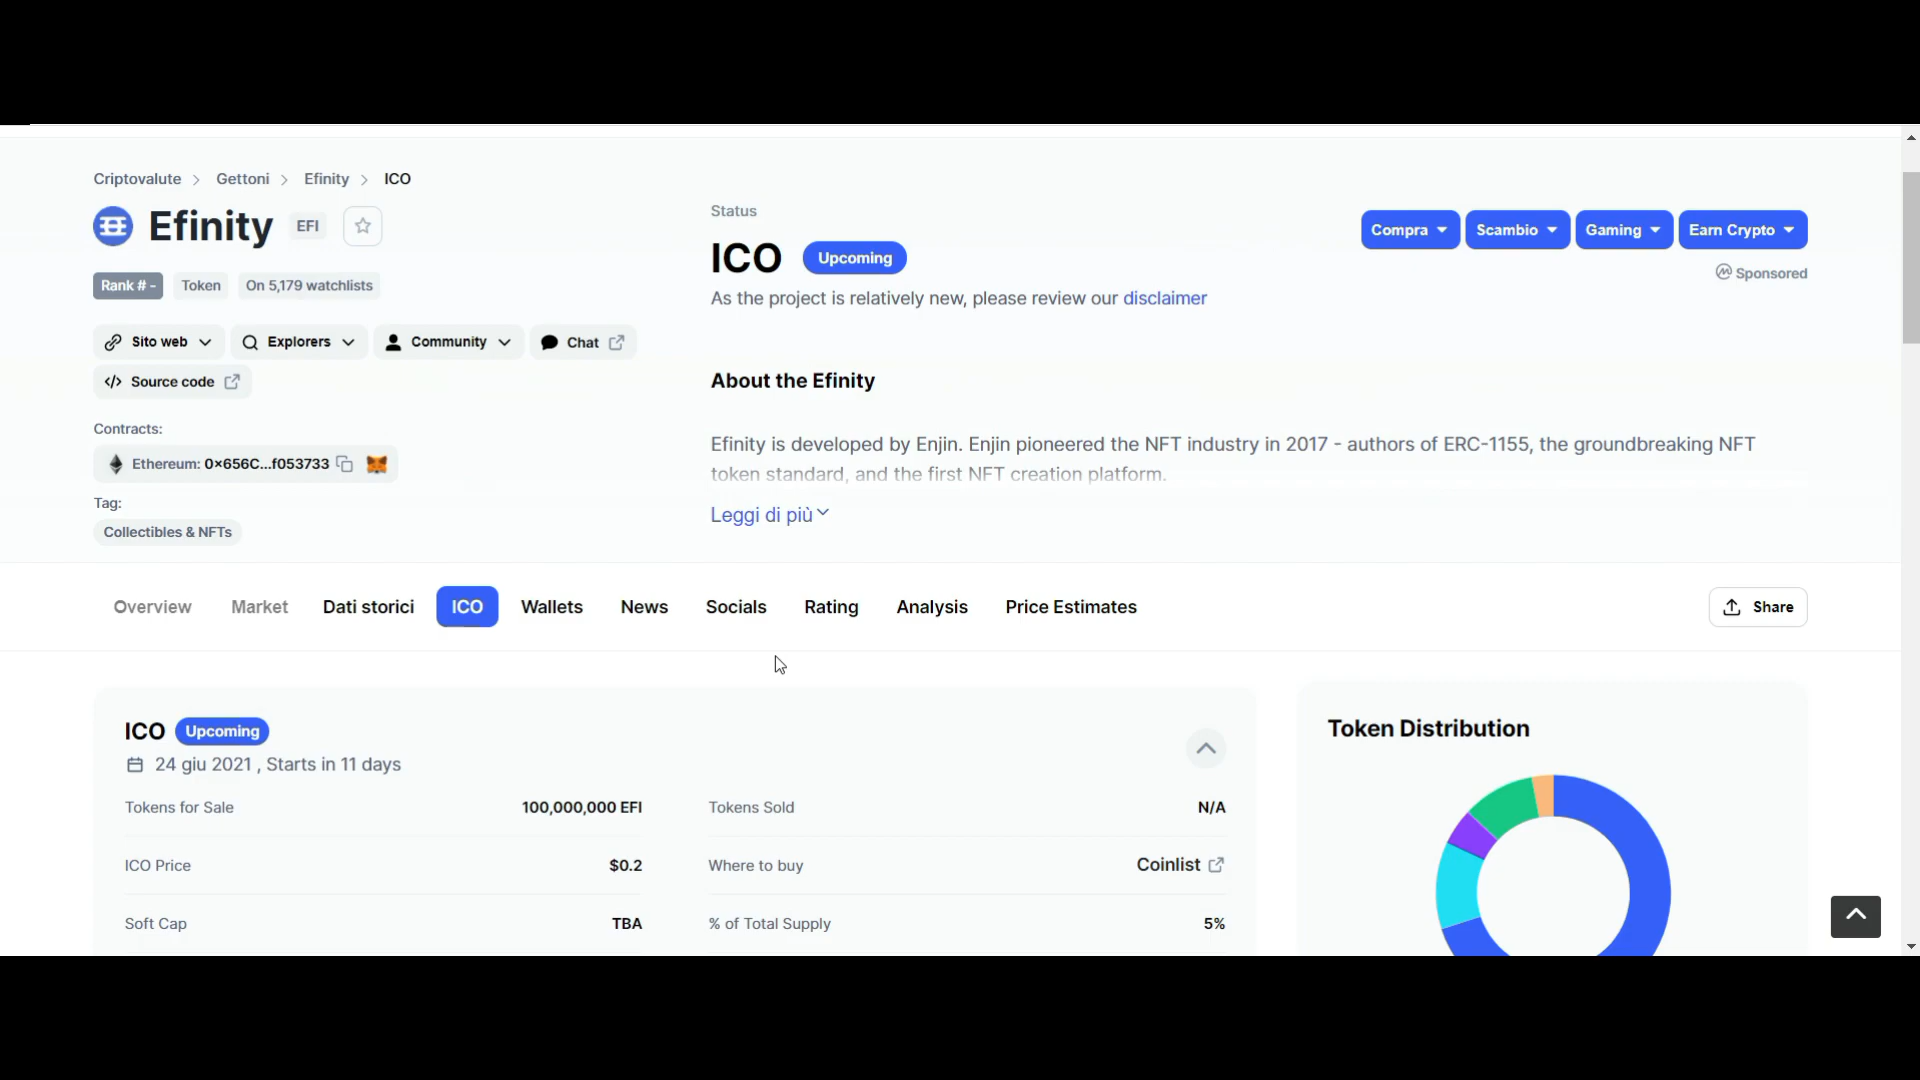 Criptovalute > Gettoni > Efinity > ICO
Efinity EFI
Rank # - Token On 5,179 watchlists
Sito web Explorers Community Chat
</> Source code
Contracts:
Ethereum: 0×656C...f053733
Tag:
Collectibles & NFTs
Status
ICO Upcoming
As the project is relatively new, please review our disclaimer
Compra Scambio Gaming Earn Crypto
Sponsored
About the Efinity
Efinity is developed by Enjin. Enjin pioneered the NFT industry in 2017 - authors of ERC-1155, the groundbreaking NFT
token standard, and the first NFT creation platform.
Leggi di più
Overview Market Dati storici ICO Wallets News Socials Rating Analysis Price Estimates Share
ICO Upcoming
24 giu 2021 , Starts in 11 days
Tokens for Sale 100,000,000 EFI Tokens Sold N/A
ICO Price $0.2 Where to buy Coinlist
Soft Cap TBA % of Total Supply 5%
Token Distribution